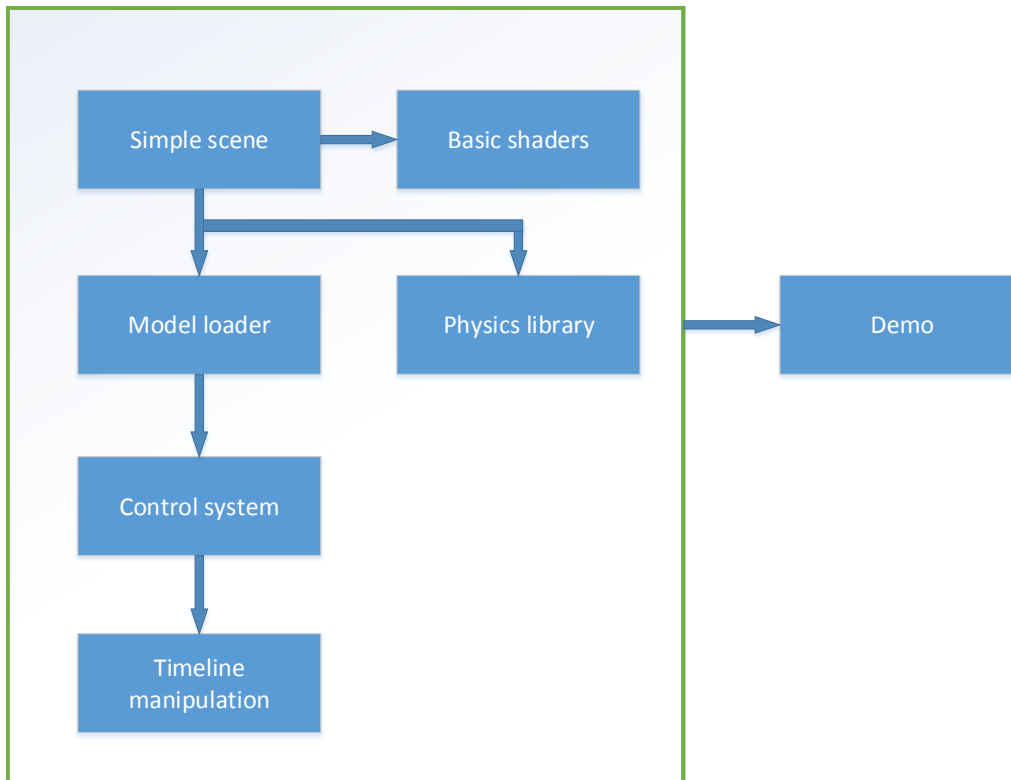 Simple scene
Basic shaders
Model loader
Physics library
Demo
Control system
Timeline
manipulation